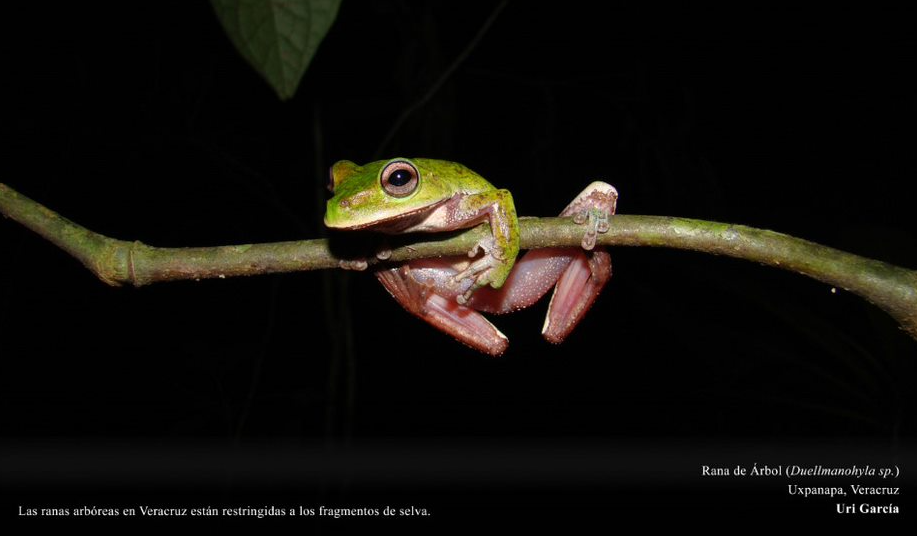 Rana de Árbol (Duellmanohyla sp.)
Uxpanapa, Veracruz
Uri García
Las ranas arbóreas en Veracruz están restringidas a los fragmentos de selva.